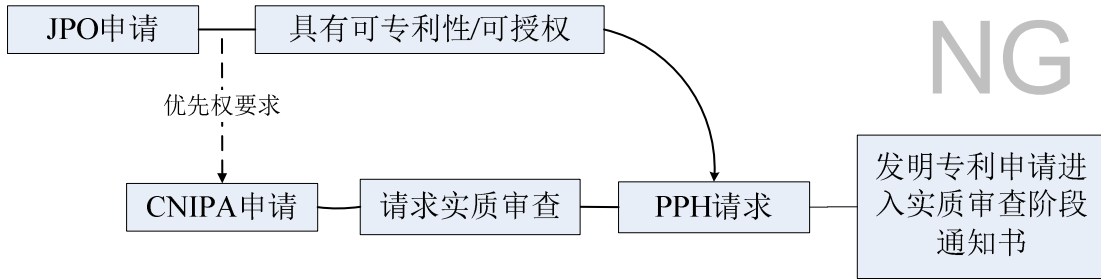 JPO申请
具有可专利性/可授权
NG
优先权要求
CNIPA申请
请求实质审查
PPH请求
发明专利申请进
入实质审查阶段
通知书